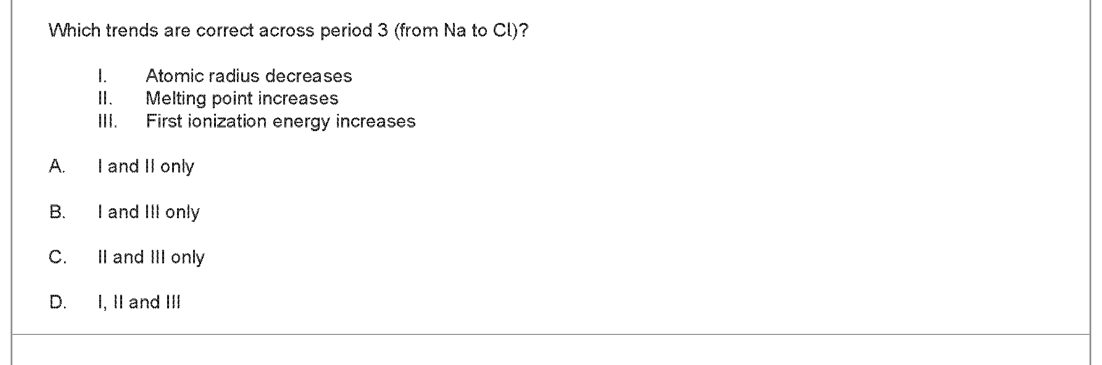 Which trends are correct across period 3 (from Na to Cl)?
I. Atomic radius decreases
II. Melting point increases
III. First ionization energy increases
A. I and II only
B. I and III only
C. II and III only
D. I, II and III